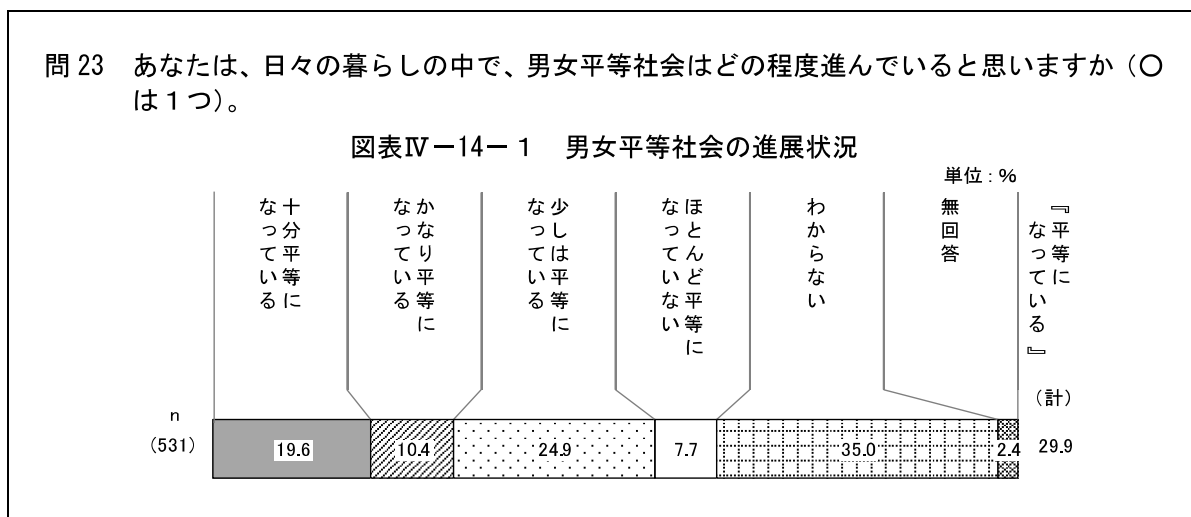 問23 あなたは、日々の暮らしの中で、男女平等社会はどの程度進んでいると思いますか（〇
は１つ）。
図表Ⅳ－14－１ 男女平等社会の進展状況
単位：％
十分平等に
なっている
かなり平等に
なっている
少しは平等に
なっている
ほとんど平等に
なっていない
わからない
無回答
『平等に
なっている』
（計）
n
(531)
19.6
10.4
24.9
7.7
35.0
2.4
29.9